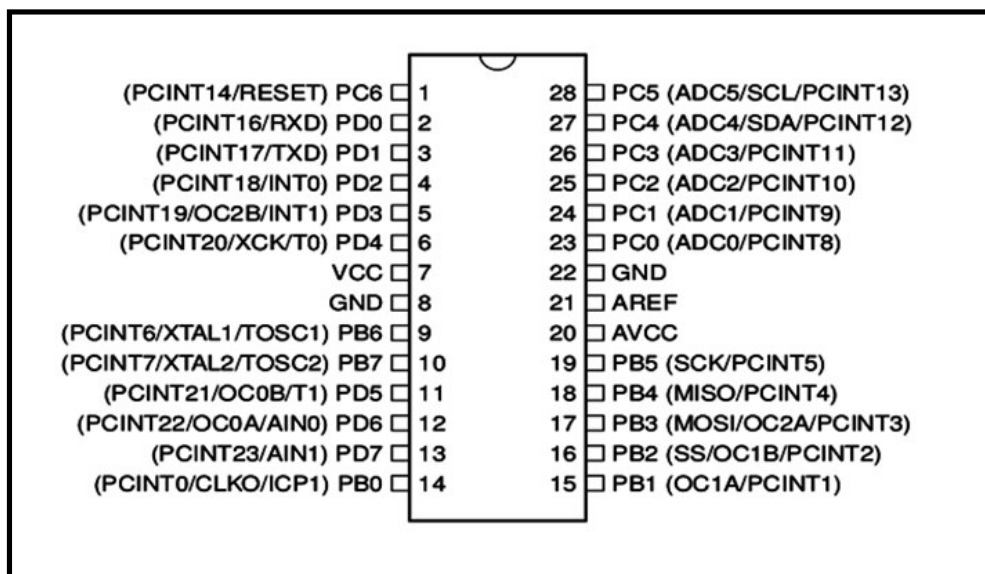 (PCINT14/RESET) PC6 1 28 PC5 (ADC5/SCL/PCINT13)
(PCINT16/RXD) PD0 2 27 PC4 (ADC4/SDA/PCINT12)
(PCINT17/TXD) PD1 3 26 PC3 (ADC3/PCINT11)
(PCINT18/INT0) PD2 4 25 PC2 (ADC2/PCINT10)
(PCINT19/OC2B/INT1) PD3 5 24 PC1 (ADC1/PCINT9)
(PCINT20/XCK/T0) PD4 6 23 PC0 (ADC0/PCINT8)
VCC 7 22 GND
GND 8 21 AREF
(PCINT6/XTAL1/TOSC1) PB6 9 20 AVCC
(PCINT7/XTAL2/TOSC2) PB7 10 19 PB5 (SCK/PCINT5)
(PCINT21/OC0B/T1) PD5 11 18 PB4 (MISO/PCINT4)
(PCINT22/OC0A/AIN0) PD6 12 17 PB3 (MOSI/OC2A/PCINT3)
(PCINT23/AIN1) PD7 13 16 PB2 (SS/OC1B/PCINT2)
(PCINT0/CLKO/ICP1) PB0 14 15 PB1 (OC1A/PCINT1)